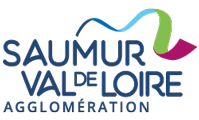 SAUMUR
VAL DE LOIRE
AGGLOMÉRATION